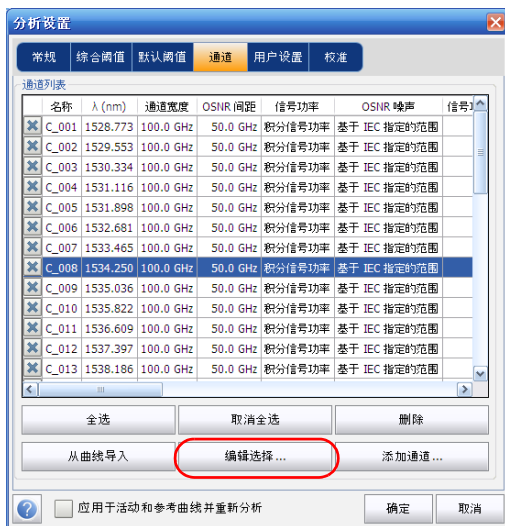 分析设置
常规 综合阈值 默认阈值 通道 用户设置 校准
通道列表
名称 λ (nm) 通道宽度 OSNR 间距 信号功率 OSNR 噪声
C_001 1528.773 100.0 GHz 50.0 GHz 积分信号功率 基于 IEC 指定的范围
C_002 1529.553 100.0 GHz 50.0 GHz 积分信号功率 基于 IEC 指定的范围
C_003 1530.334 100.0 GHz 50.0 GHz 积分信号功率 基于 IEC 指定的范围
C_004 1531.116 100.0 GHz 50.0 GHz 积分信号功率 基于 IEC 指定的范围
C_005 1531.898 100.0 GHz 50.0 GHz 积分信号功率 基于 IEC 指定的范围
C_006 1532.681 100.0 GHz 50.0 GHz 积分信号功率 基于 IEC 指定的范围
C_007 1533.465 100.0 GHz 50.0 GHz 积分信号功率 基于 IEC 指定的范围
C_008 1534.250 100.0 GHz 50.0 GHz 积分信号功率 基于 IEC 指定的范围
C_009 1535.036 100.0 GHz 50.0 GHz 积分信号功率 基于 IEC 指定的范围
C_010 1535.822 100.0 GHz 50.0 GHz 积分信号功率 基于 IEC 指定的范围
C_011 1536.609 100.0 GHz 50.0 GHz 积分信号功率 基于 IEC 指定的范围
C_012 1537.397 100.0 GHz 50.0 GHz 积分信号功率 基于 IEC 指定的范围
C_013 1538.186 100.0 GHz 50.0 GHz 积分信号功率 基于 IEC 指定的范围
全选 取消全选 删除
从曲线导入 编辑选择... 添加通道...
应用于活动和参考曲线并重新分析 确定 取消